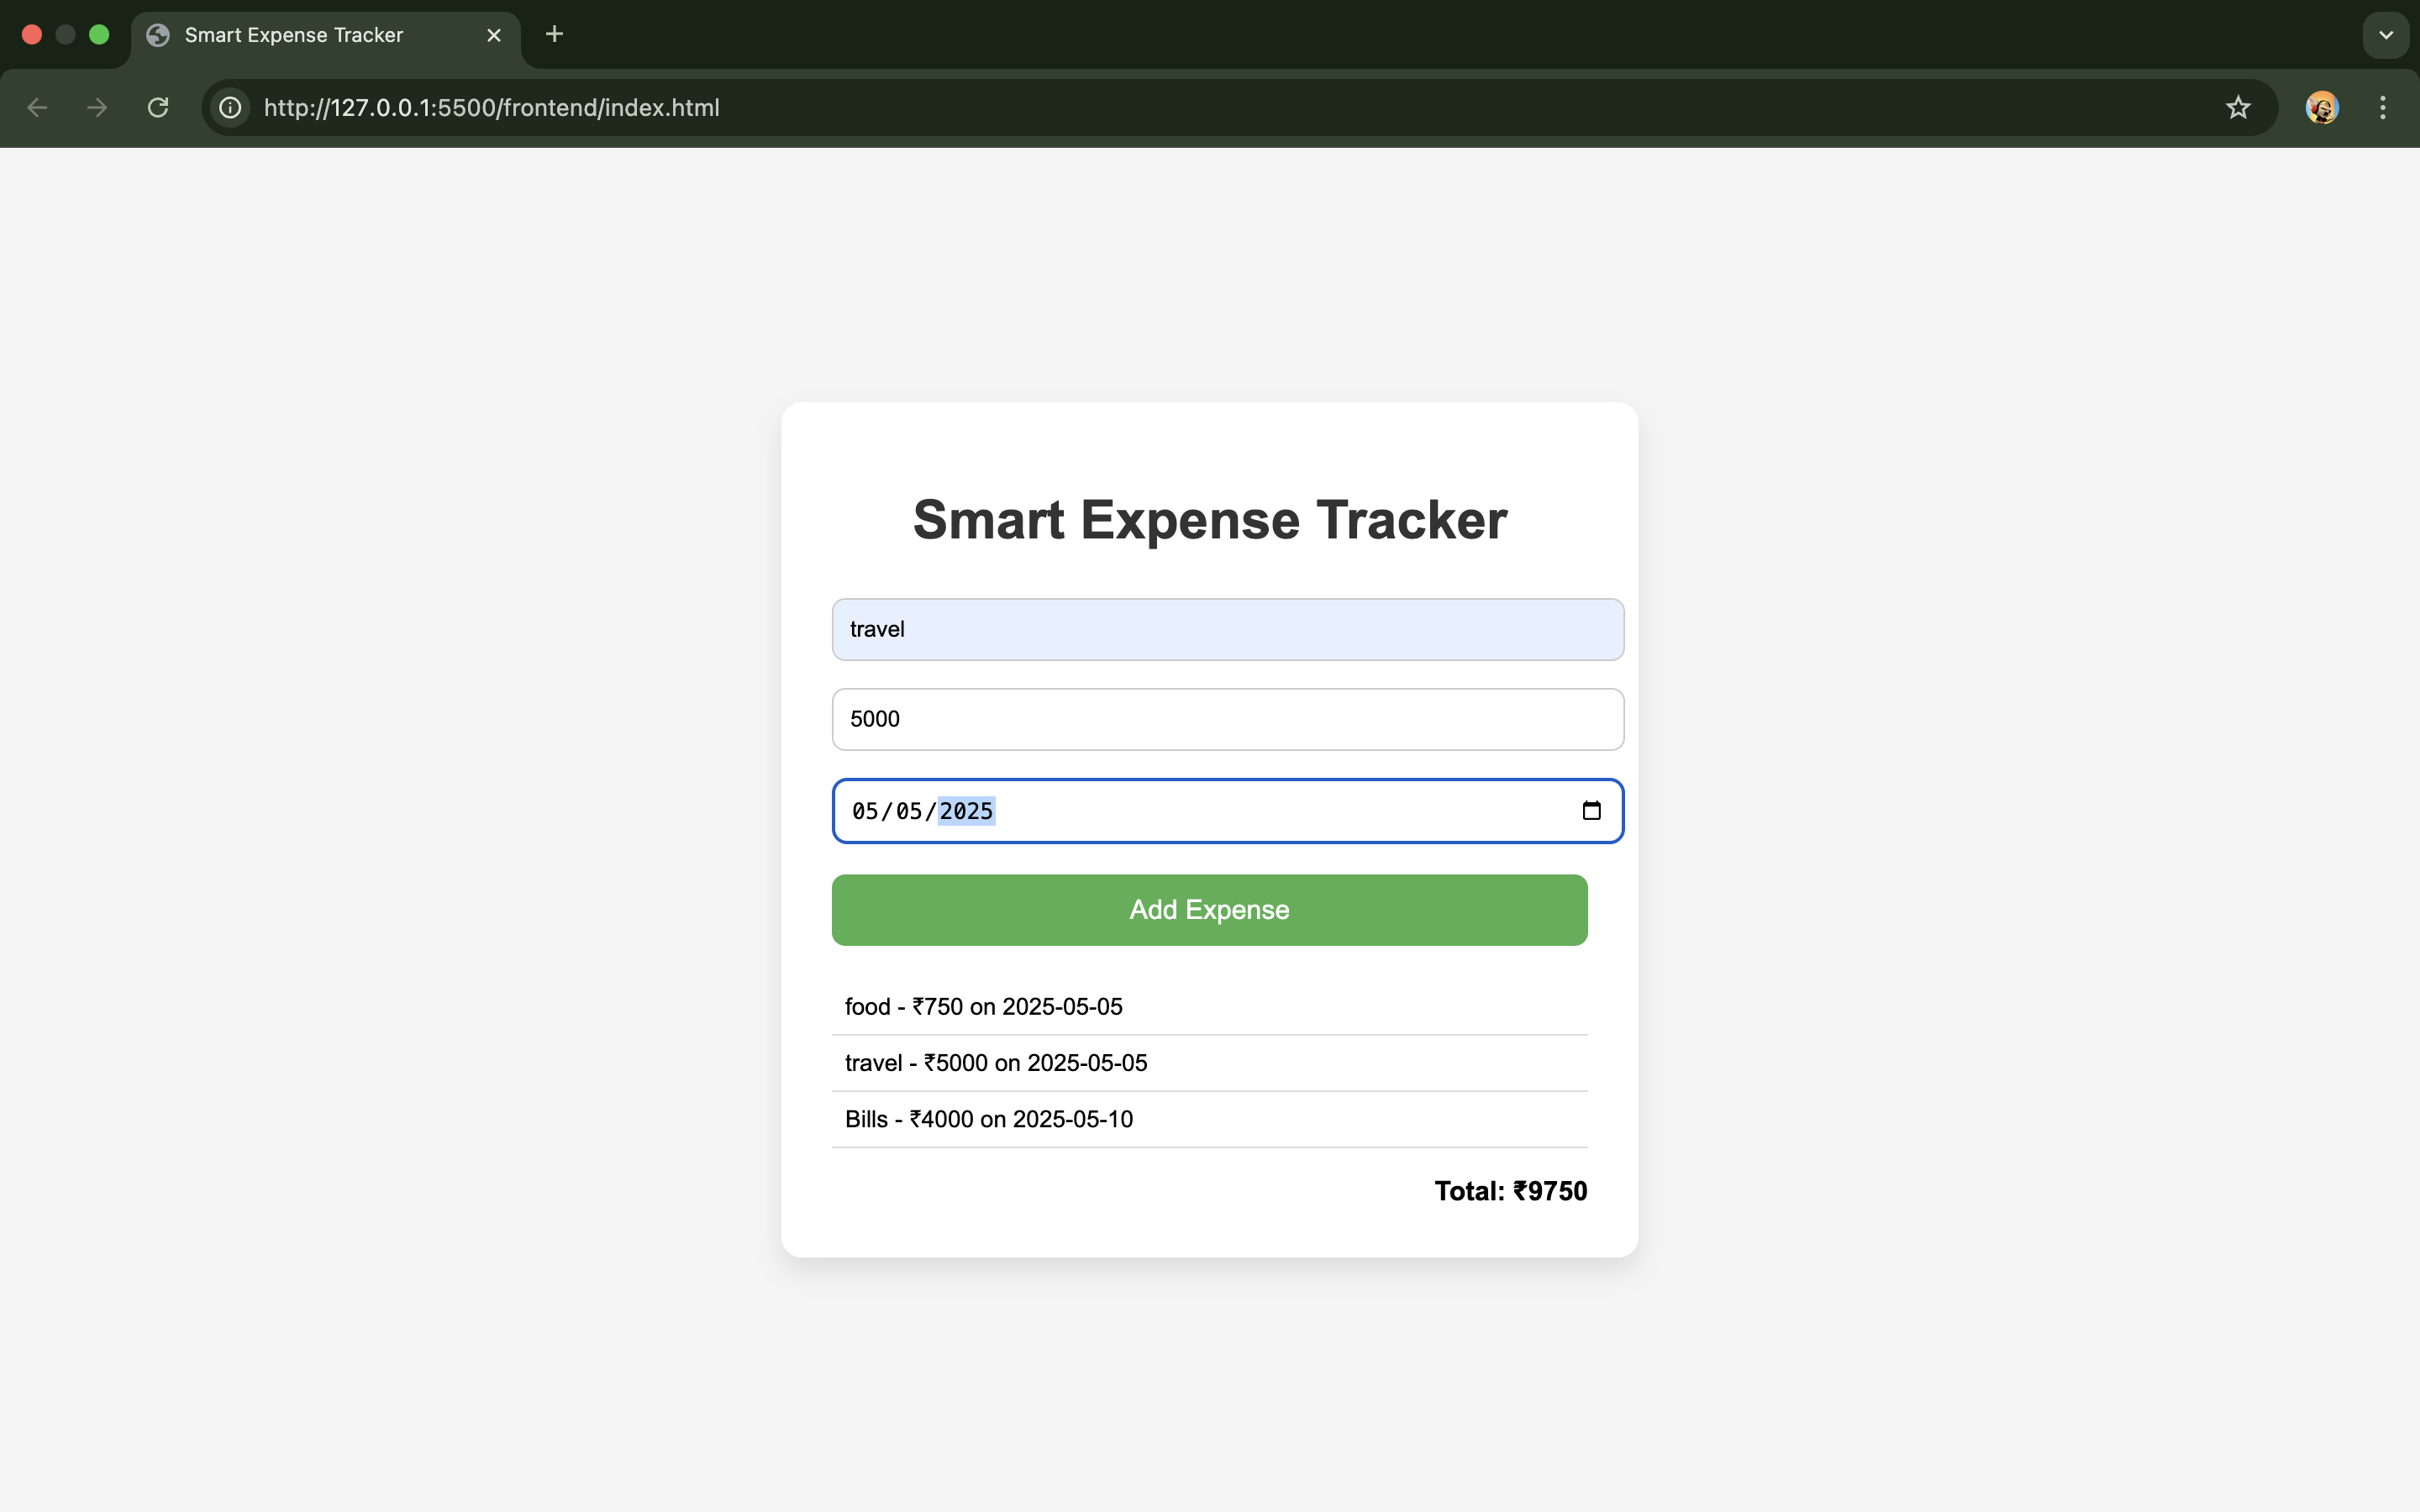 Smart Expense Tracker
http://127.0.0.1:5500/frontend/index.html
Smart Expense Tracker
travel
5000
05/05/2025
Add Expense
food - ₹750 on 2025-05-05
travel - ₹5000 on 2025-05-05
Bills - ₹4000 on 2025-05-10
Total: ₹9750